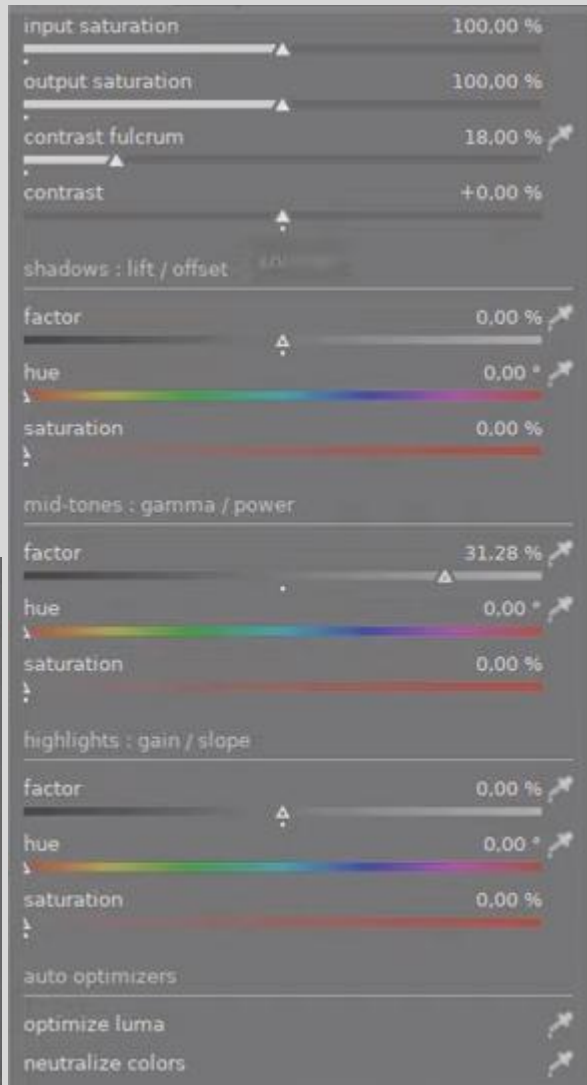 input saturation 100,00 %
output saturation 100,00 %
contrast fulcrum 18,00 %
contrast +0,00 %
shadows : lift / offset
factor 0,00 %
hue 0,00 °
saturation 0,00 %
mid-tones : gamma / power
factor 31,28 %
hue 0,00 °
saturation 0,00 %
highlights : gain / slope
factor 0,00 %
hue 0,00 °
saturation 0,00 %
auto optimizers
optimize luma
neutralize colors